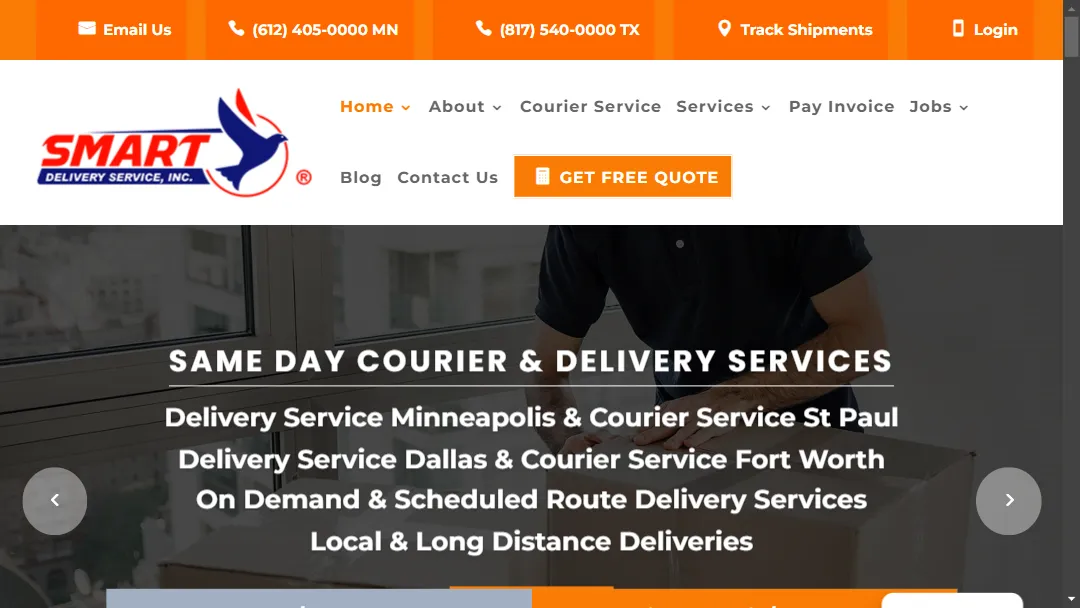 Email Us
(612) 405-0000 MN
(817) 540-0000 TX
Track Shipments
Login
SMART
DELIVERY SERVICE, INC.
®
Home
About
Courier Service
Services
Pay Invoice
Jobs
Blog
Contact Us
GET FREE QUOTE
SAME DAY COURIER & DELIVERY SERVICES
Delivery Service Minneapolis & Courier Service St Paul
Delivery Service Dallas & Courier Service Fort Worth
On Demand & Scheduled Route Delivery Services
Local & Long Distance Deliveries